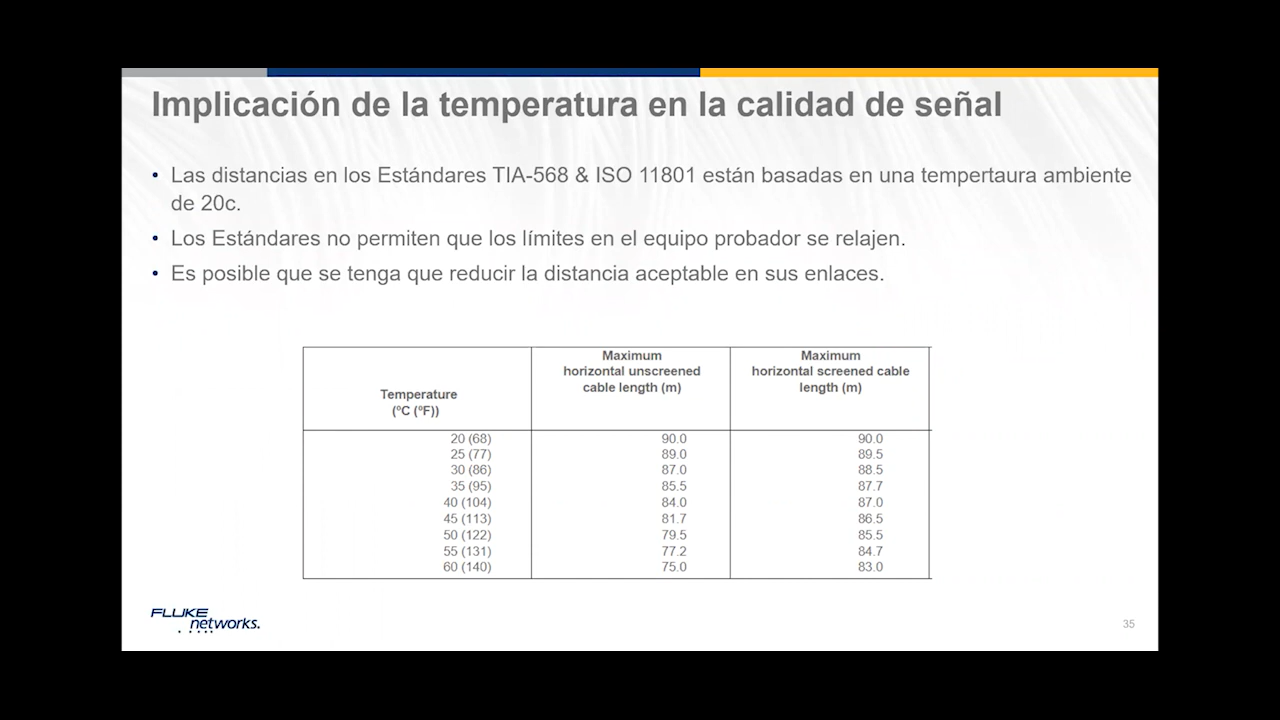 Implicación de la temperatura en la calidad de señal
• Las distancias en los Estándares TIA-568 & ISO 11801 están basadas en una tempertaura ambiente
de 20c.
• Los Estándares no permiten que los límites en el equipo probador se relajen.
• Es posible que se tenga que reducir la distancia aceptable en sus enlaces.
Temperature
(ºC (ºF))
Maximum
horizontal unscreened
cable length (m)
Maximum
horizontal screened cable
length (m)
20 (68) 90.0 90.0
25 (77) 89.0 89.5
30 (86) 87.0 88.5
35 (95) 85.5 87.7
40 (104) 84.0 87.0
45 (113) 81.7 86.5
50 (122) 79.5 85.5
55 (131) 77.2 84.7
60 (140) 75.0 83.0
FLUKE
networks.
35